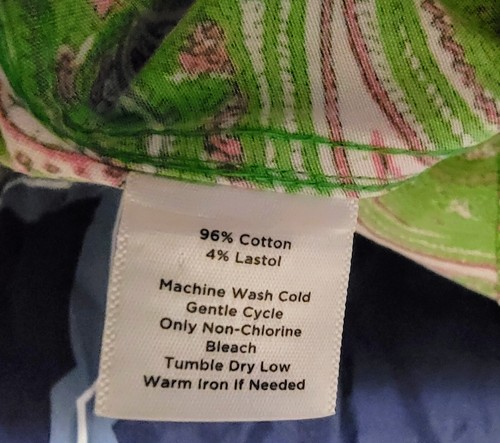 96% Cotton
4% Lastol
Machine Wash Cold
Gentle Cycle
Only Non-Chlorine
Bleach
Tumble Dry Low
Warm Iron If Needed